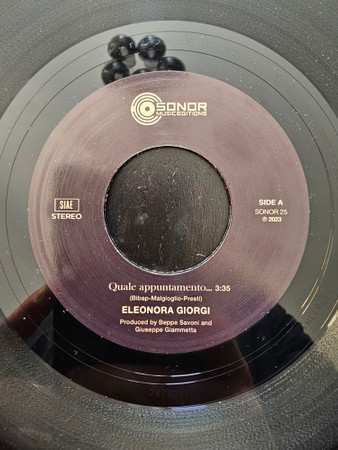 SONOR
MUSIC EDITIONS
SIAE
STEREO
SIDE A
SONOR 25
℗ 2023
Quale appuntamento... 3:35
(Bibap-Malgioglio-Presti)
ELEONORA GIORGI
Produced by Beppe Savoni and
Giuseppe Giammetta